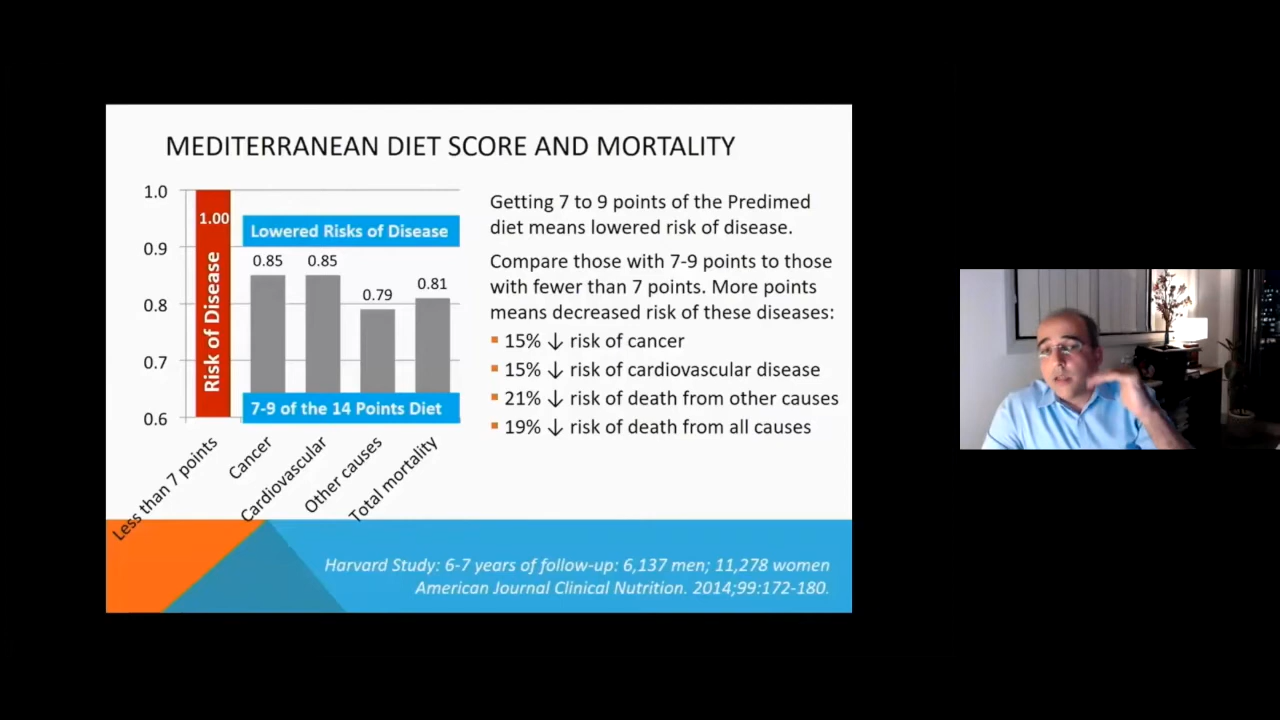 MEDITERRANEAN DIET SCORE AND MORTALITY
1.0
0.9
0.8
0.7
0.6
1.00
Risk of Disease
Lowered Risks of Disease
0.85
0.85
0.79
0.81
7-9 of the 14 Points Diet
Less than 7 points
Cancer
Cardiovascular
Other causes
Total mortality
Getting 7 to 9 points of the Predimed
diet means lowered risk of disease.
Compare those with 7-9 points to those
with fewer than 7 points. More points
means decreased risk of these diseases:
▪ 15% ↓ risk of cancer
▪ 15% ↓ risk of cardiovascular disease
▪ 21% ↓ risk of death from other causes
▪ 19% ↓ risk of death from all causes
Harvard Study: 6-7 years of follow-up: 6,137 men; 11,278 women
American Journal Clinical Nutrition. 2014;99:172-180.